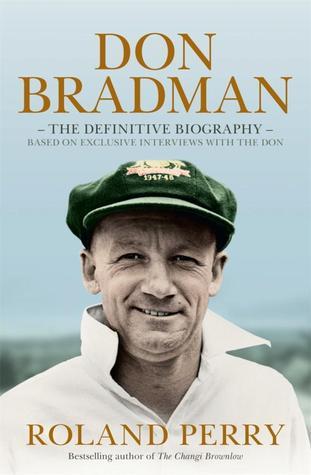 DON
BRADMAN
– THE DEFINITIVE BIOGRAPHY –
BASED ON EXCLUSIVE INTERVIEWS WITH THE DON
1947-48
ROLAND PERRY
Bestselling author of The Changi Brownlow